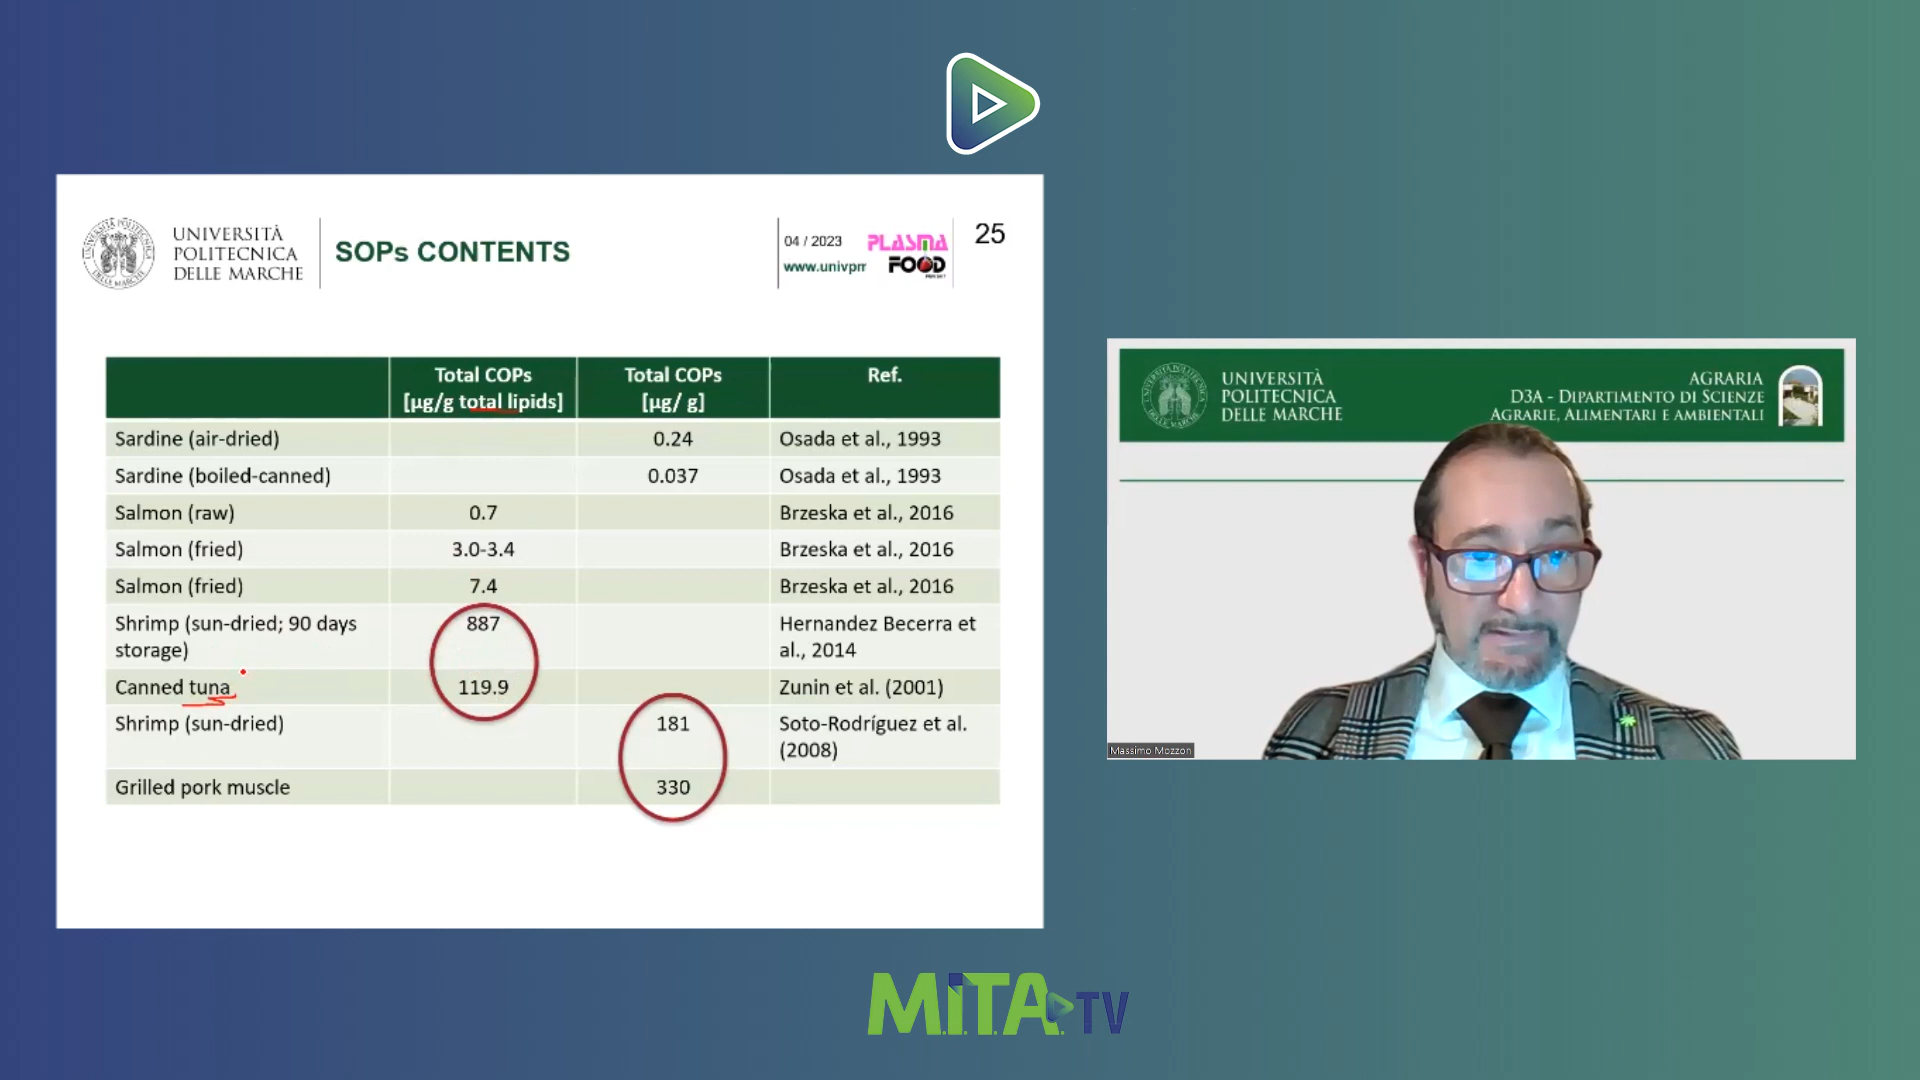 UNIVERSITÀ
POLITECNICA
DELLE MARCHE
SOPs CONTENTS
04 / 2023
www.univpm
PLASMA
FOOD
25
Total COPs
[µg/g total lipids]
Total COPs
[µg/ g]
Ref.
Sardine (air-dried) 0.24 Osada et al., 1993
Sardine (boiled-canned) 0.037 Osada et al., 1993
Salmon (raw) 0.7 Brzeska et al., 2016
Salmon (fried) 3.0-3.4 Brzeska et al., 2016
Salmon (fried) 7.4 Brzeska et al., 2016
Shrimp (sun-dried; 90 days
storage)
887
Hernandez Becerra et
al., 2014
Canned tuna 119.9 Zunin et al. (2001)
Shrimp (sun-dried) 181
Soto-Rodríguez et al.
(2008)
Grilled pork muscle 330
UNIVERSITÀ
POLITECNICA
DELLE MARCHE
AGRARIA
D3A - DIPARTIMENTO DI SCIENZE
AGRARIE, ALIMENTARI E AMBIENTALI
Massimo Mozzon
M.I.T.A. TV